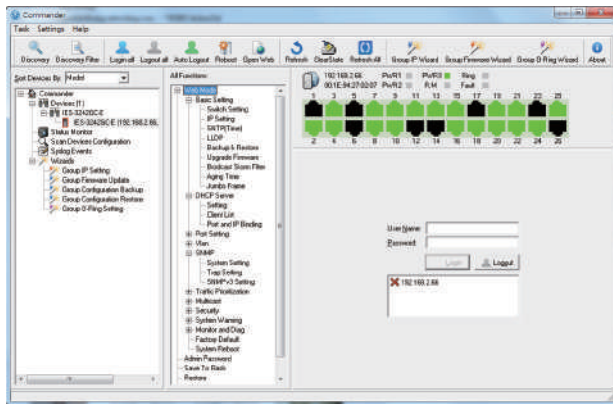 Commander
Task Settings Help
Discovery Discovery Filter Login all Logout all Auto Logout Reboot Open Web Refresh ClearState Refresh All Group IP Wizard Group Firmware Wizard Group O-Ring Wizard About
Sort Devices By: Model
Commander
Devices (1)
IES-3242GC-E
IES-3242GC-E (192.168.2.66,
Status Monitor
Scan Devices Configuration
Syslog Events
Wizards
Group IP Setting
Group Firmware Update
Group Configuration Backup
Group Configuration Restore
Group O-Ring Setting
All Functions:
Web Mode
Basic Setting
Switch Setting
IP Setting
SNTP(Time)
LLDP
Backup & Restore
Upgrade Firmware
Brodcast Storm Filter
Aging Time
Jumbo Frame
DHCP Server
Setting
Client List
Port and IP Binding
Port Setting
Vlan
SNMP
System Setting
Trap Setting
SNMPv3 Setting
Traffic Prioritization
Multicast
Security
System Warning
Monitor and Diag
Factory Default
System Reboot
Admin Password
Save To Flash
Restore
192.168.2.66 PWR1 PWR3 Ring
00:1E:94:27:02:07 PWR2 R.M Fault
1 3 5 7 9 11 13 15 17 19 21 23 25
2 4 6 8 10 12 14 16 18 20 22 24 26
User Name:
Password:
Login Logout
192.168.2.66